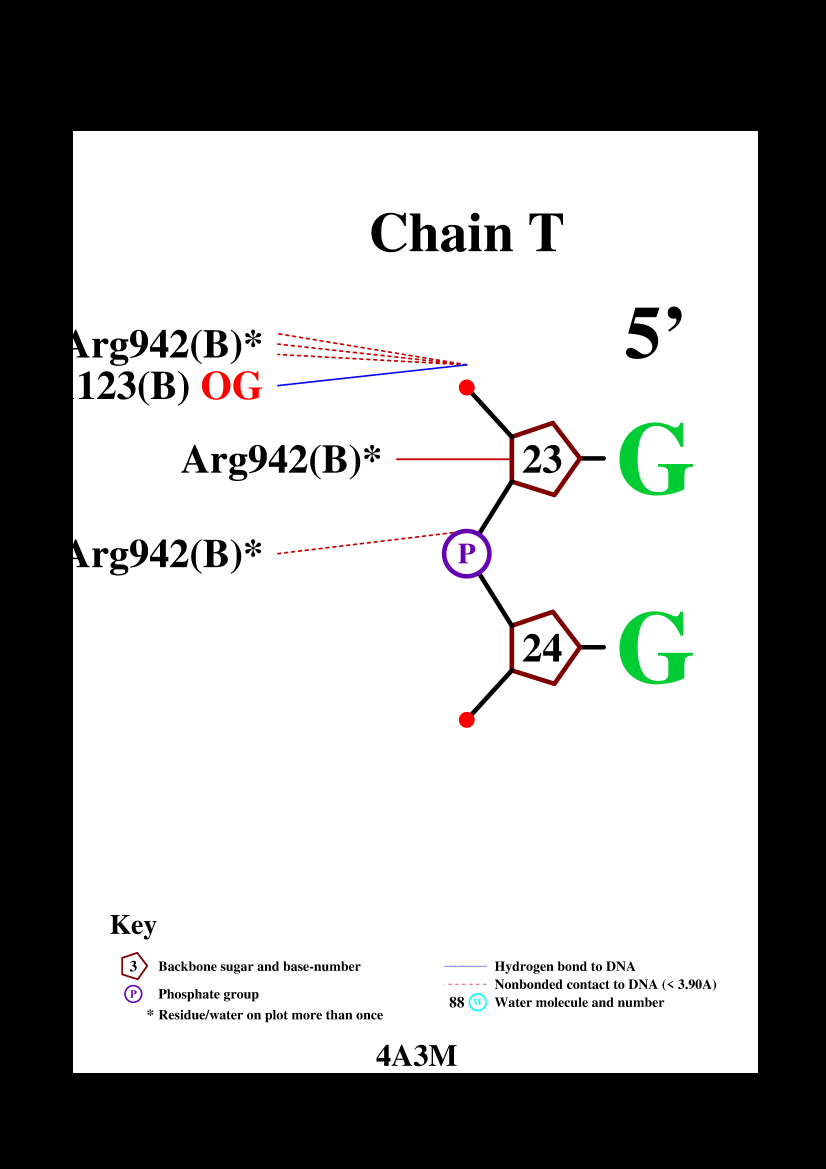 Chain T
5’
Arg942(B)*
1123(B) OG
Arg942(B)*
23
G
Arg942(B)*
P
24
G
Key
3 Backbone sugar and base-number
P Phosphate group
* Residue/water on plot more than once
Hydrogen bond to DNA
Nonbonded contact to DNA (< 3.90A)
88 W Water molecule and number
4A3M